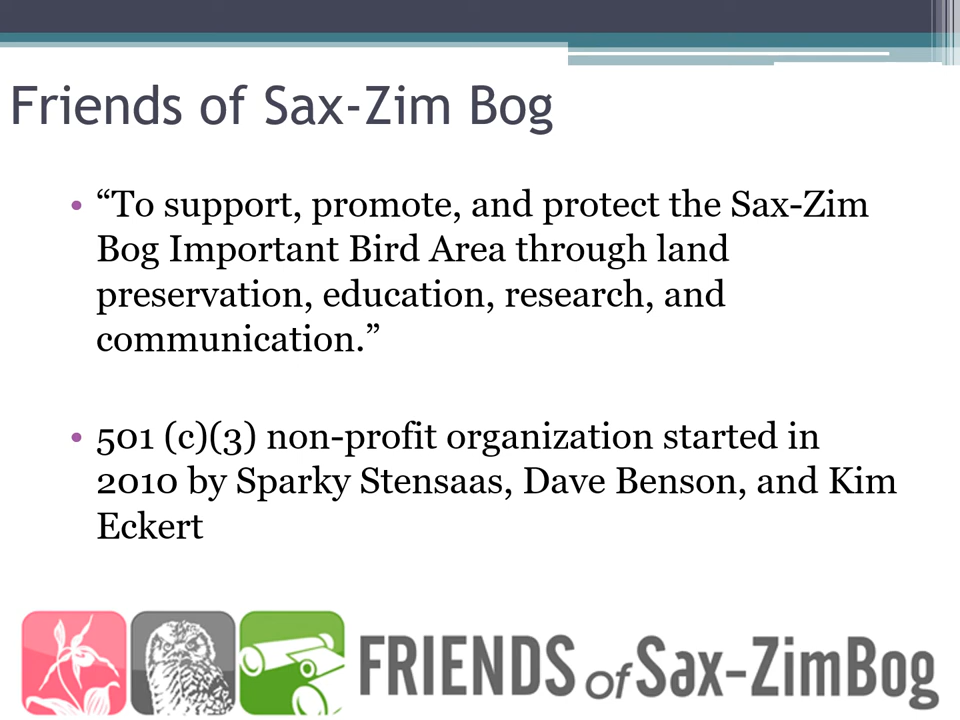 Friends of Sax-Zim Bog
• “To support, promote, and protect the Sax-Zim
Bog Important Bird Area through land
preservation, education, research, and
communication.”
• 501 (c)(3) non-profit organization started in
2010 by Sparky Stensaas, Dave Benson, and Kim
Eckert
FRIENDS of Sax-Zim Bog